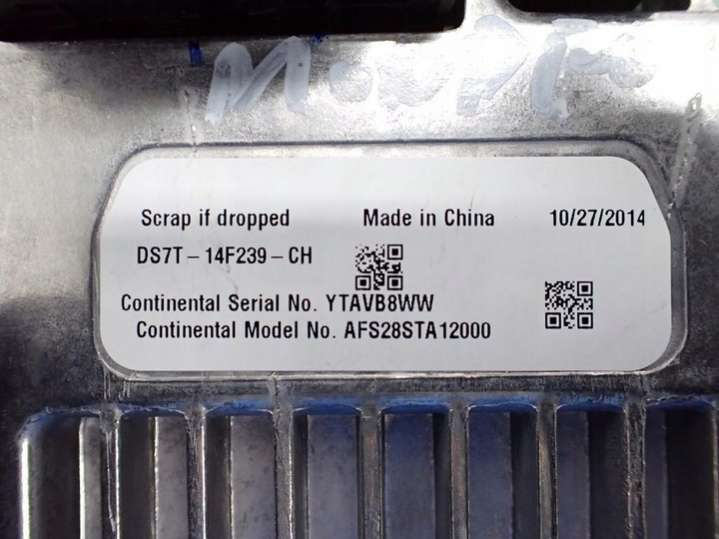 Mondeo
Scrap if dropped Made in China 10/27/2014
DS7T-14F239-CH
Continental Serial No. YTAVB8WW
Continental Model No. AFS28STA12000